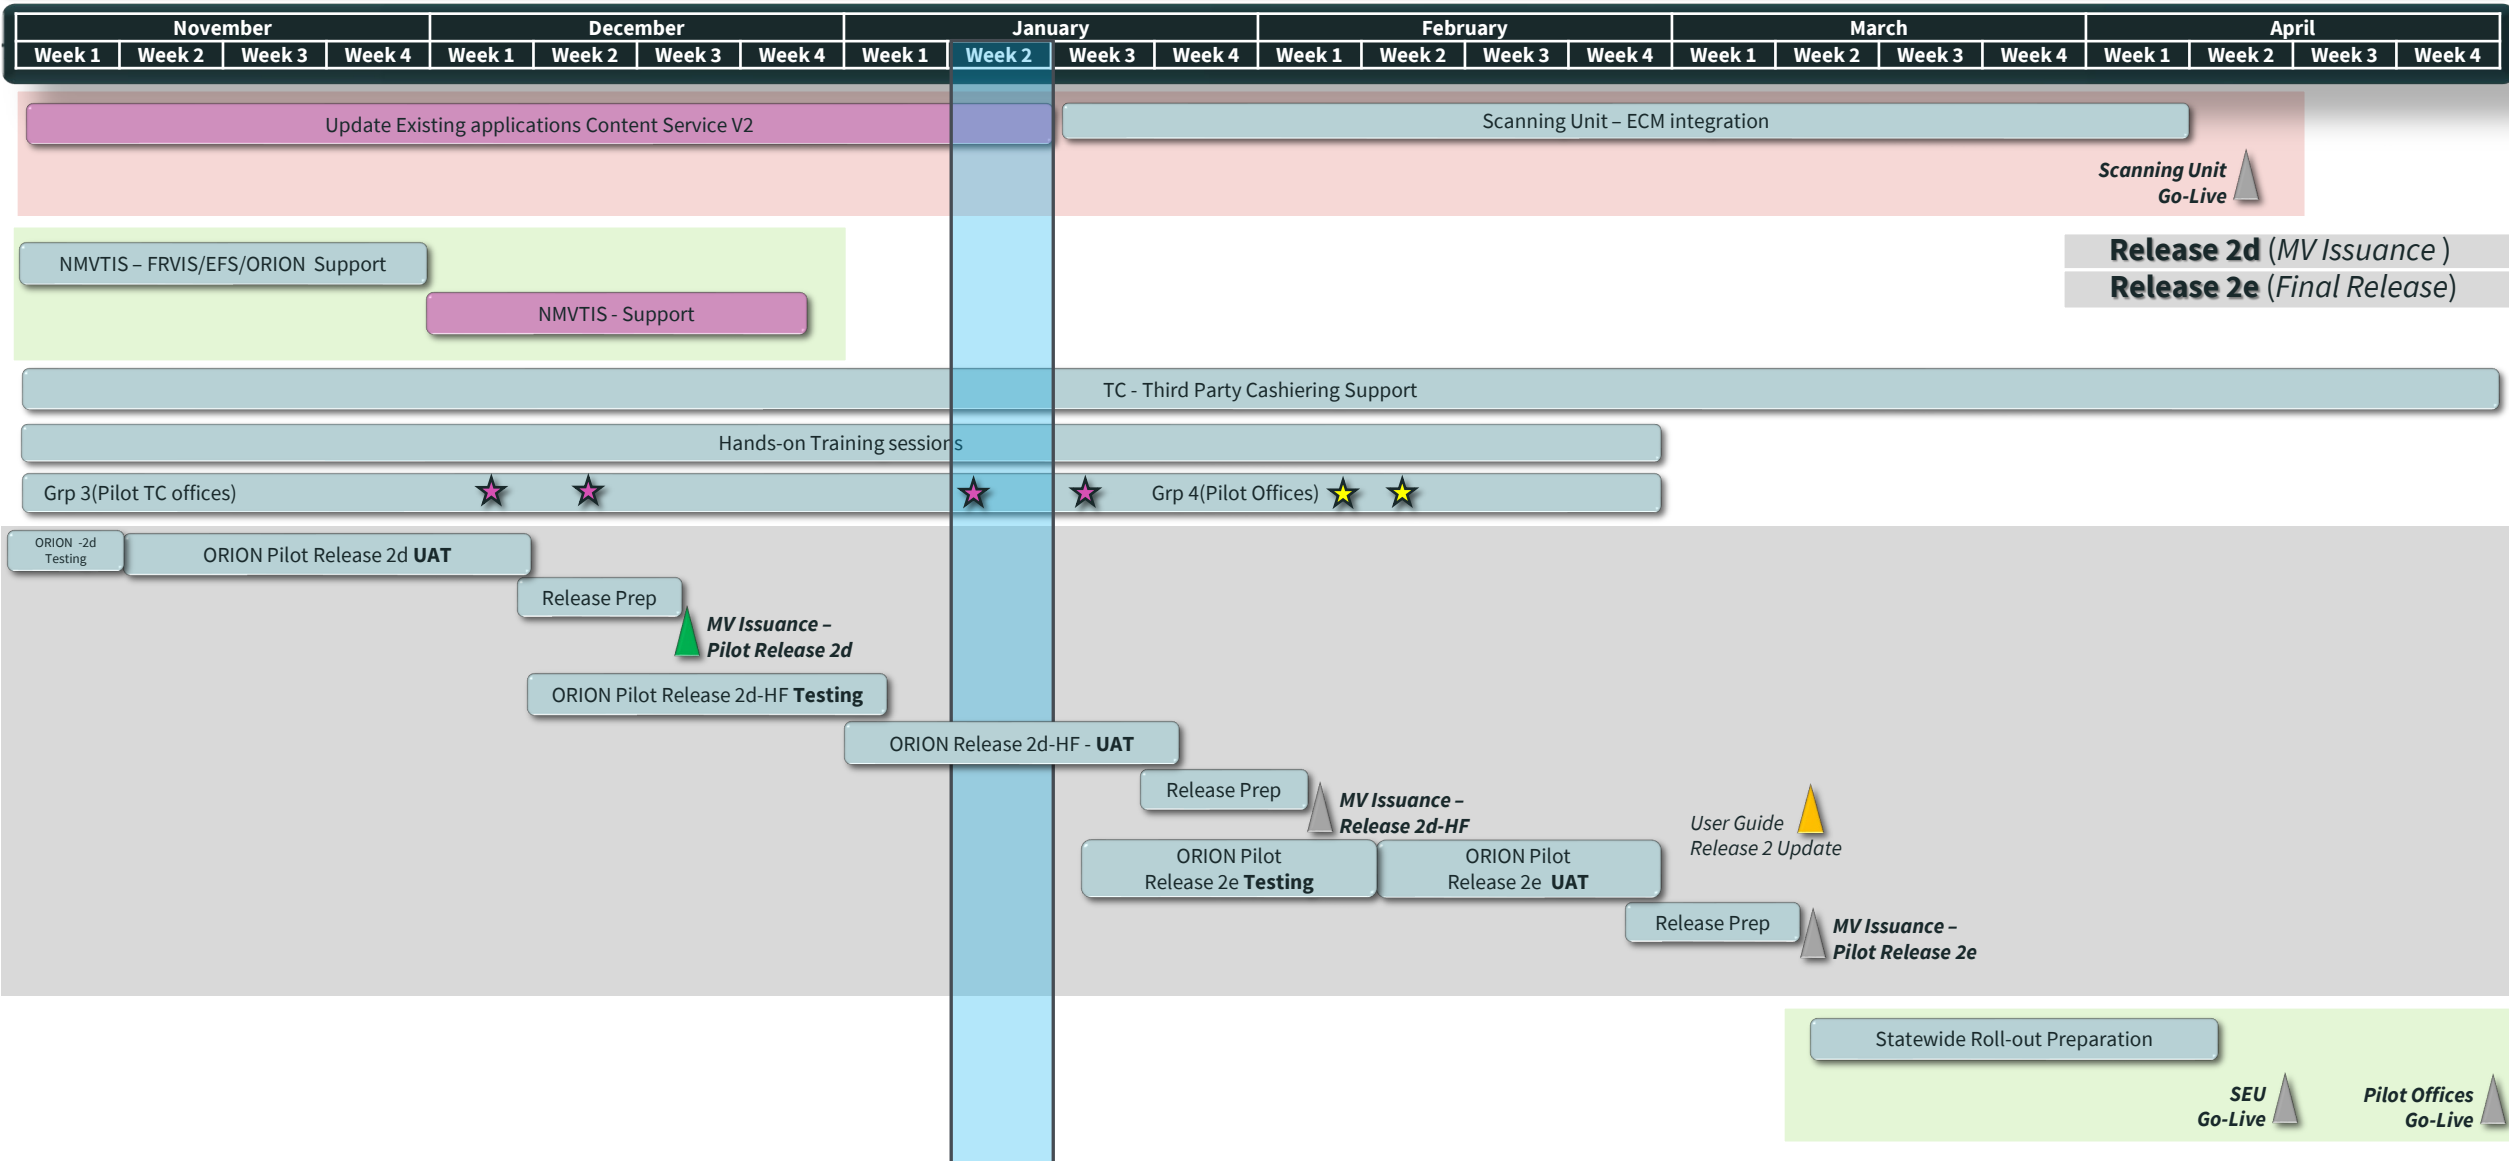 November December January February March April
Week 1 Week 2 Week 3 Week 4 Week 1 Week 2 Week 3 Week 4 Week 1 Week 2 Week 3 Week 4 Week 1 Week 2 Week 3 Week 4 Week 1 Week 2 Week 3 Week 4 Week 1 Week 2 Week 3 Week 4
Update Existing applications Content Service V2
Scanning Unit – ECM integration
Scanning Unit
Go-Live
NMVTIS – FRVIS/EFS/ORION Support
NMVTIS - Support
Release 2d (MV Issuance )
Release 2e (Final Release)
TC - Third Party Cashiering Support
Hands-on Training sessions
Grp 3(Pilot TC offices)
Grp 4(Pilot Offices)
ORION -2d
Testing
ORION Pilot Release 2d UAT
Release Prep
MV Issuance –
Pilot Release 2d
ORION Pilot Release 2d-HF Testing
ORION Release 2d-HF - UAT
Release Prep
MV Issuance –
Release 2d-HF
User Guide
Release 2 Update
ORION Pilot
Release 2e Testing
ORION Pilot
Release 2e UAT
Release Prep
MV Issuance –
Pilot Release 2e
Statewide Roll-out Preparation
SEU
Go-Live
Pilot Offices
Go-Live